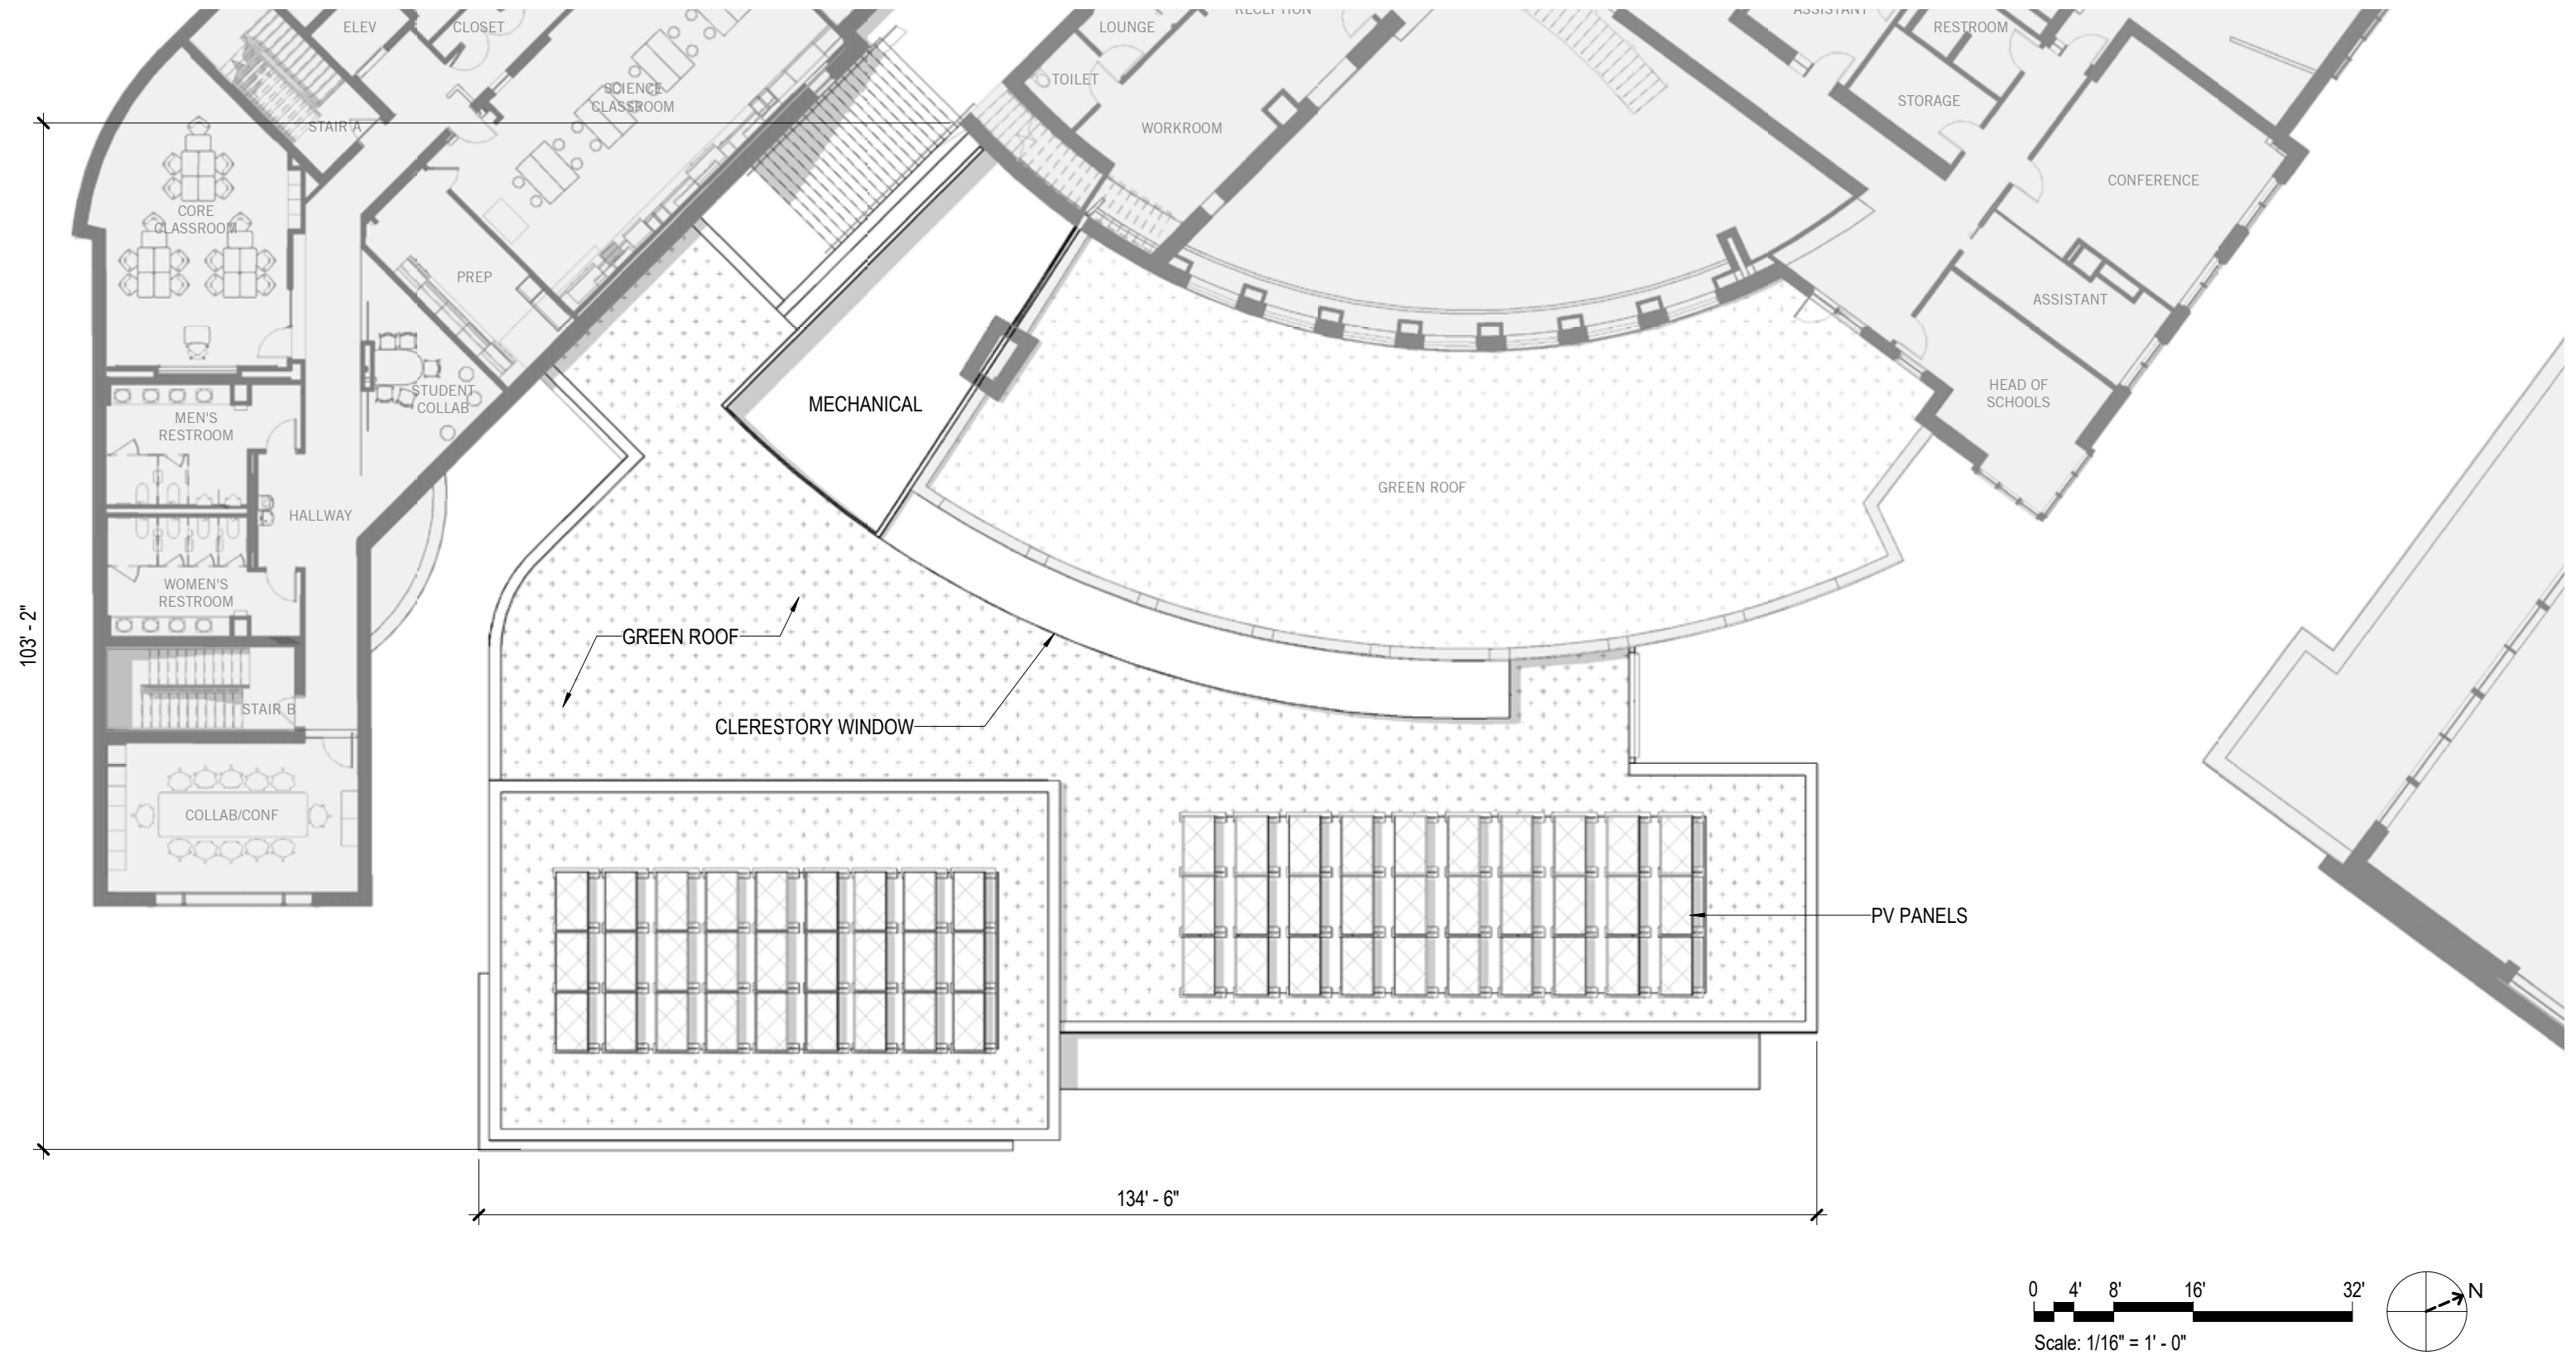 ELEV
CLOSET
LOUNGE
RECEPTION
ASSISTANT
RESTROOM
TOILET
SCIENCE
CLASSROOM
STORAGE
STAIR A
WORKROOM
CONFERENCE
CORE
CLASSROOM
PREP
ASSISTANT
MECHANICAL
HEAD OF
SCHOOLS
STUDENT
COLLAB
MEN'S
RESTROOM
GREEN ROOF
HALLWAY
WOMEN'S
RESTROOM
103' - 2"
GREEN ROOF
STAIR B
CLERESTORY WINDOW
COLLAB/CONF
PV PANELS
134' - 6"
0 4' 8' 16' 32'
N
Scale: 1/16" = 1' - 0"